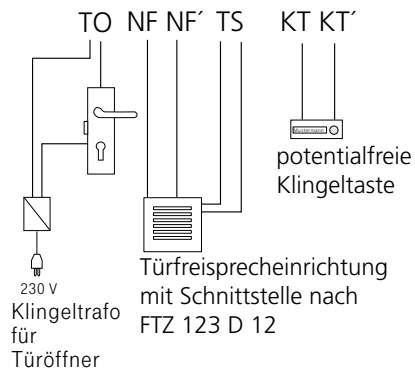 TO NF NF´ TS KT KT´
Mustermann
potentialfreie
Klingeltaste
Türfreisprecheinrichtung
mit Schnittstelle nach
FTZ 123 D 12
230 V
Klingeltrafo
für
Türöffner